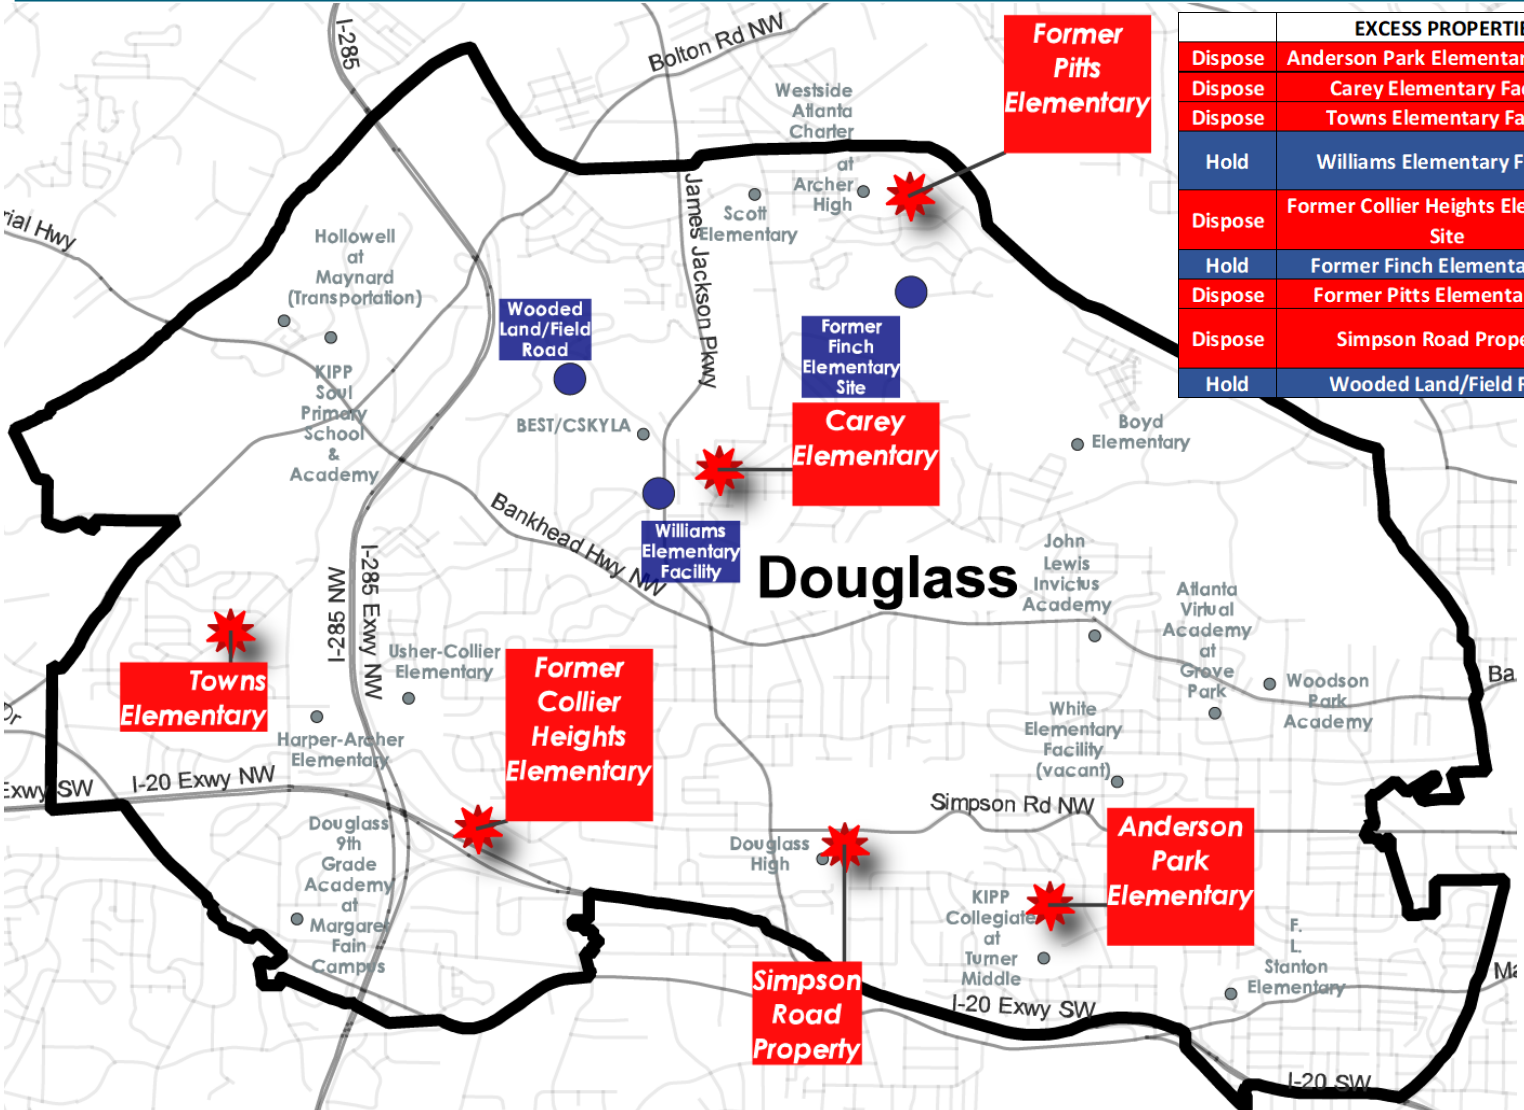 I-285
Bolton Rd NW
Former
Pitts
Elementary
EXCESS PROPERTIE
Dispose Anderson Park Elementar
Dispose Carey Elementary Fa
Dispose Towns Elementary Fa
Hold Williams Elementary F
Dispose Former Collier Heights Ele
Site
Hold Former Finch Elementa
Dispose Former Pitts Elementa
Dispose Simpson Road Prope
Hold Wooded Land/Field
Westside
Atlanta
Charter
at
Archer
High
Scott
Elementary
James Jackson Pkwy
rial Hwy
Hollowell
at
Maynard
(Transportation)
KIPP
Soul
Primary
School
&
Academy
Wooded
Land/Field
Road
Former
Finch
Elementary
Site
BEST/CSKYLA
Carey
Elementary
Boyd
Elementary
Bankhead Hwy NW
Williams
Elementary
Facility
Douglass
John
Lewis
Invictus
Academy
Atlanta
Virtual
Academy
at
Grove
Park
Woodson
Park
Academy
Ba
I-285 NW
I-285 Exwy NW
Usher-Collier
Elementary
Towns
Elementary
Dr
Harper-Archer
Elementary
Former
Collier
Heights
Elementary
White
Elementary
Facility
(vacant)
Exwy SW
I-20 Exwy NW
Simpson Rd NW
Douglass
9th
Grade
Academy
at
Margaret
Fain
Campus
Douglass
High
Anderson
Park
Elementary
KIPP
Collegiate
at
Turner
Middle
F.
L.
Stanton
Elementary
Ma
Simpson
Road
Property
I-20 Exwy SW
I-20 SW